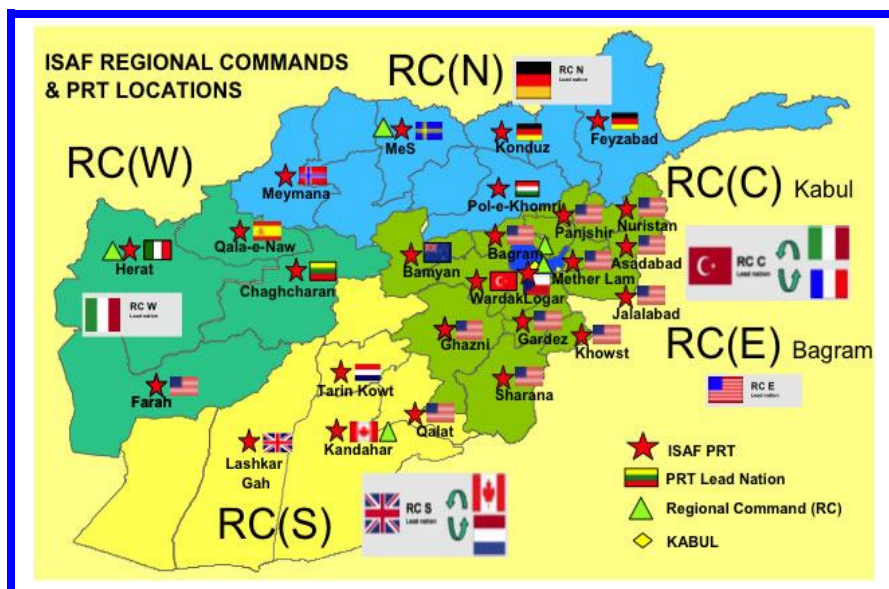 ISAF REGIONAL COMMANDS
& PRT LOCATIONS
RC(N)
RC N
Lead nation
RC(W)
MeS
Konduz
Feyzabad
Meymana
Pol-e-Khomri
RC(C) Kabul
Panjshir
Nuristan
Qala-e-Naw
Bagram
Herat
Bamyan
Asadabad
RC C
Lead nation
Chaghcharan
Mether Lam
WardakLogar
RC W
Lead nation
Jalalabad
Ghazni
Gardez
Khowst
RC(E) Bagram
Farah
Tarin Kowt
Sharana
RC E
Lead nation
Qalat
Kandahar
Lashkar
Gah
ISAF PRT
PRT Lead Nation
RC S
Lead nation
Regional Command (RC)
RC(S)
KABUL